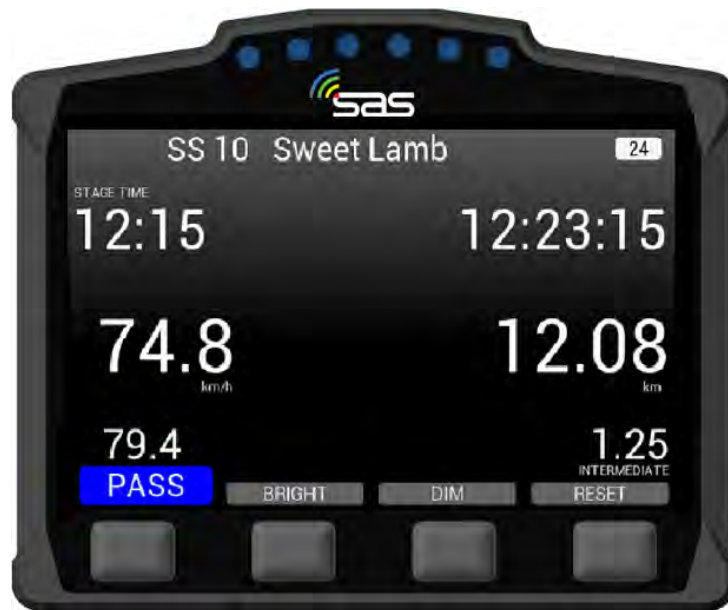 sas
SS 10 Sweet Lamb 24
STAGE TIME
12:15 12:23:15
74.8 12.08
km/h km
79.4 1.25
INTERMEDIATE
PASS BRIGHT DIM RESET